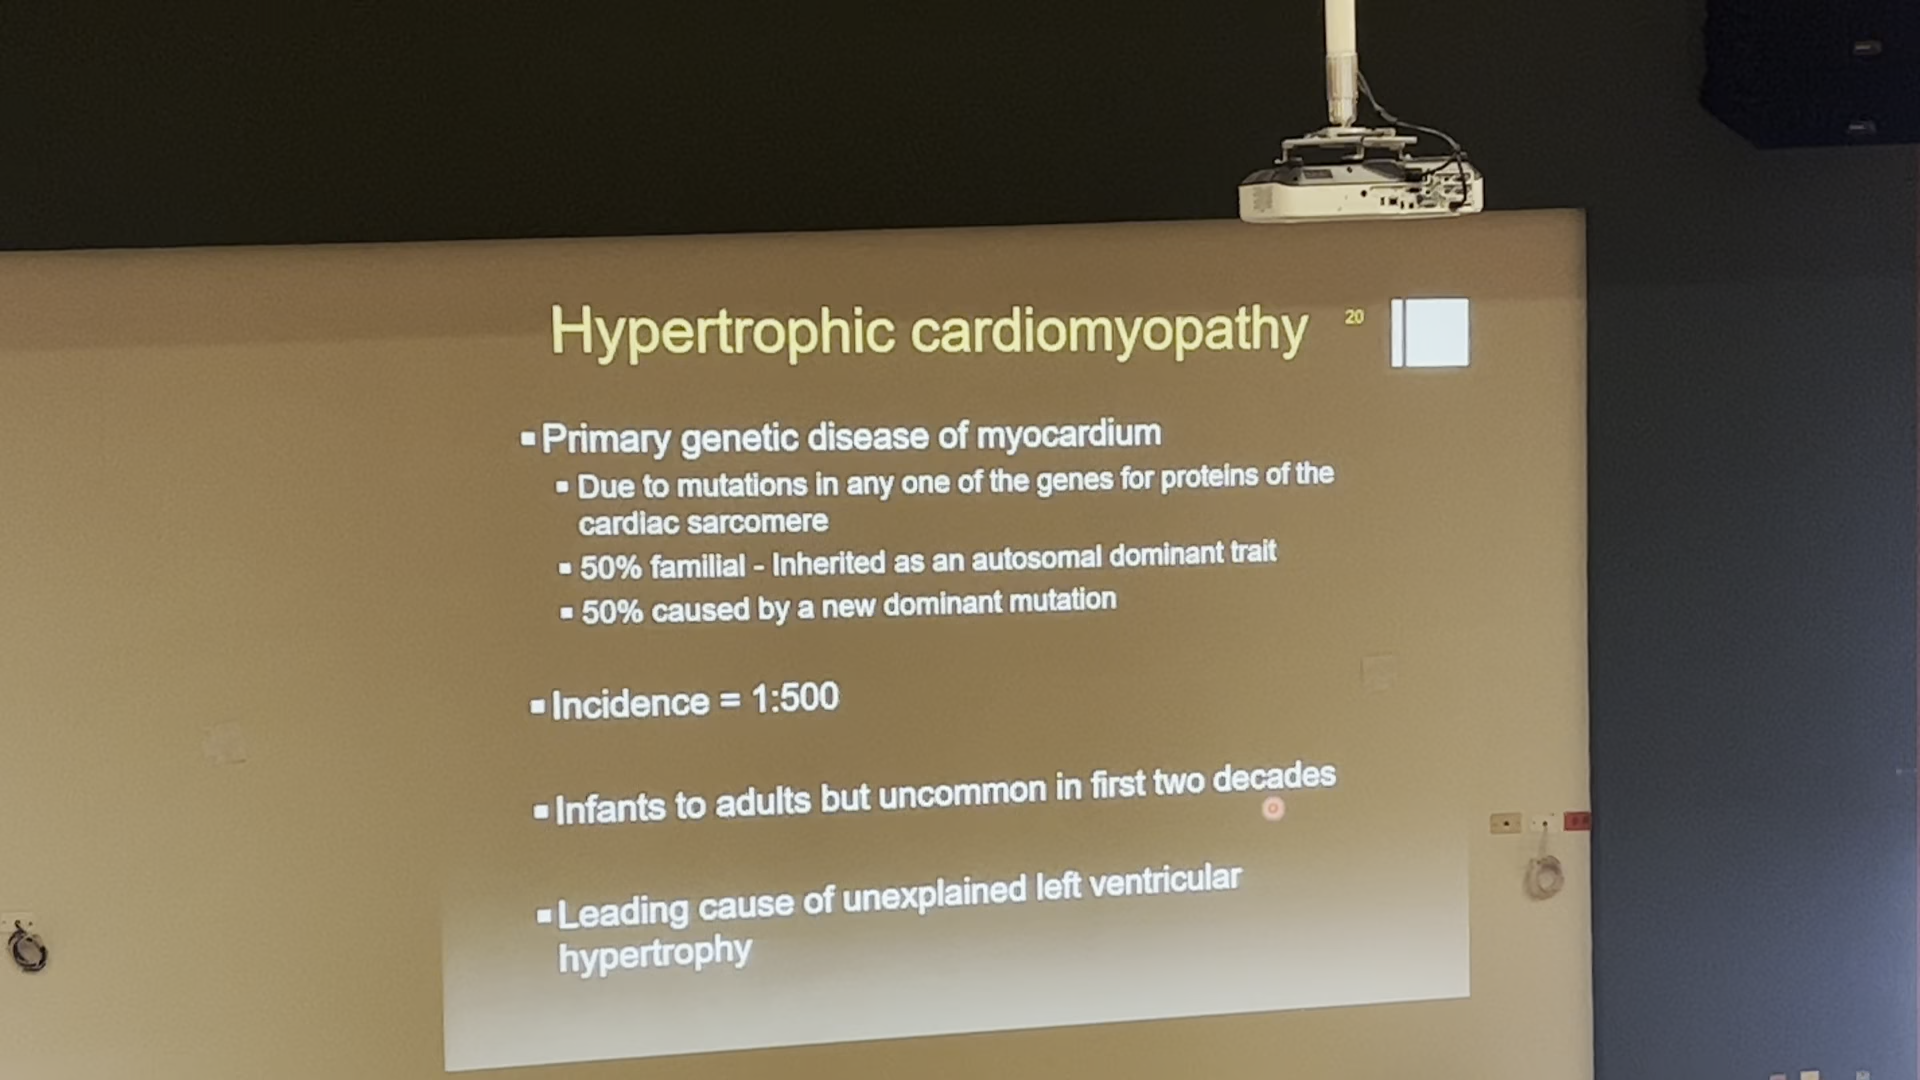 Hypertrophic cardiomyopathy 20
▪ Primary genetic disease of myocardium
▪ Due to mutations in any one of the genes for proteins of the
cardiac sarcomere
▪ 50% familial - Inherited as an autosomal dominant trait
▪ 50% caused by a new dominant mutation
▪ Incidence = 1:500
▪ Infants to adults but uncommon in first two decades
▪ Leading cause of unexplained left ventricular
hypertrophy